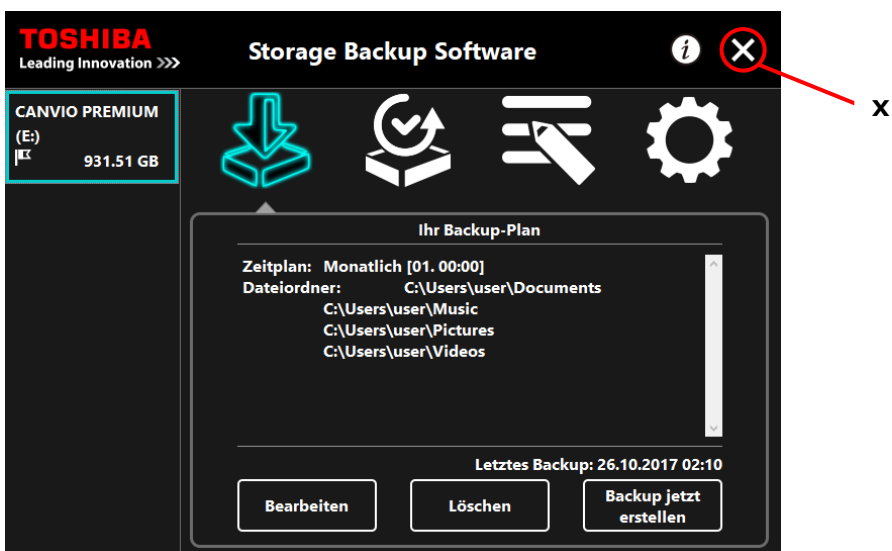 TOSHIBA
Leading Innovation >>>
Storage Backup Software
i
x
CANVIO PREMIUM
(E:)
931.51 GB
Ihr Backup-Plan
Zeitplan: Monatlich [01. 00:00]
Dateiordner: C:\Users\user\Documents
C:\Users\user\Music
C:\Users\user\Pictures
C:\Users\user\Videos
Letztes Backup: 26.10.2017 02:10
Bearbeiten
Löschen
Backup jetzt
erstellen